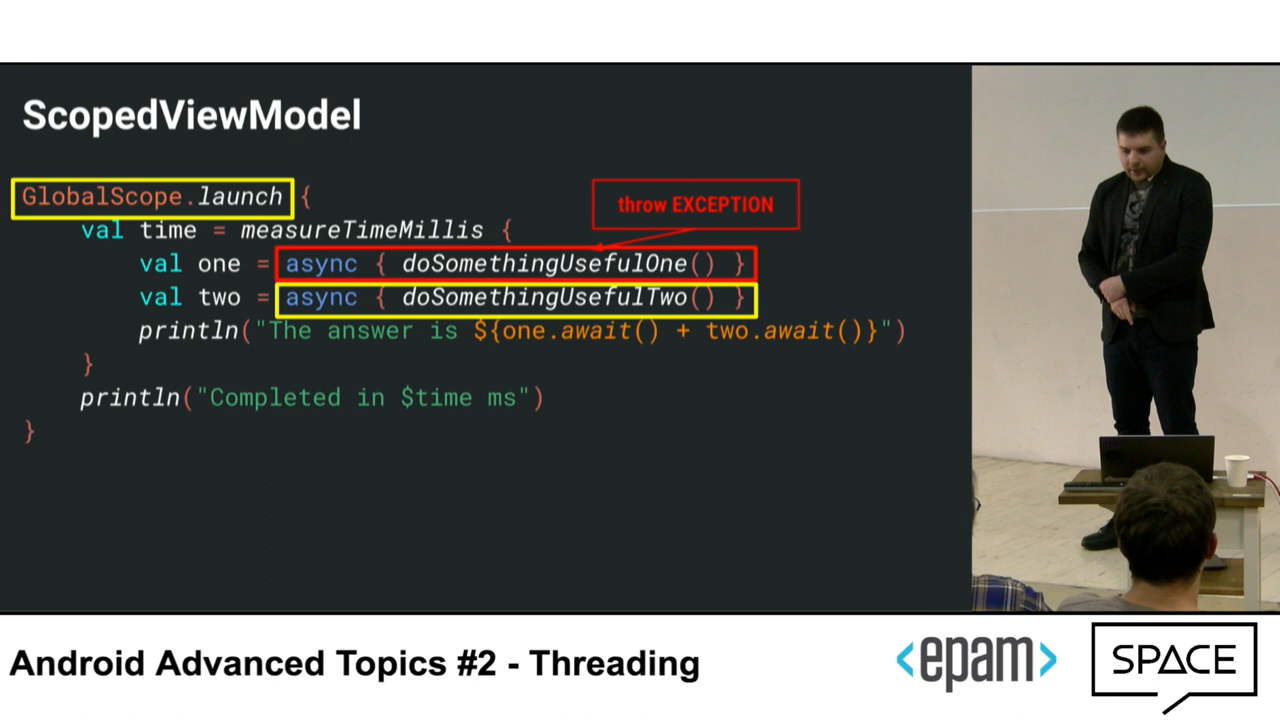 ScopedViewModel
GlobalScope.launch {
throw EXCEPTION
val time = measureTimeMillis {
val one = async { doSomethingUsefulOne() }
val two = async { doSomethingUsefulTwo() }
println("The answer is ${one.await() + two.await()}")
}
println("Completed in $time ms")
}
Android Advanced Topics #2 - Threading
<epam>
SPACE